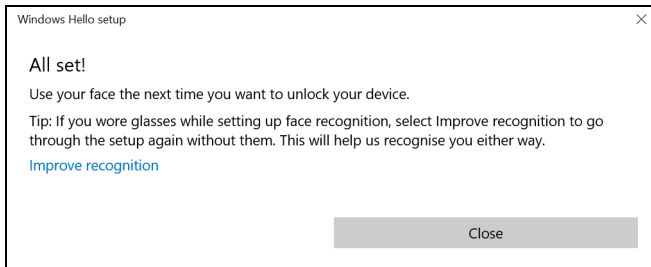 Windows Hello setup
All set!
Use your face the next time you want to unlock your device.
Tip: If you wore glasses while setting up face recognition, select Improve recognition to go
through the setup again without them. This will help us recognise you either way.
Improve recognition
Close